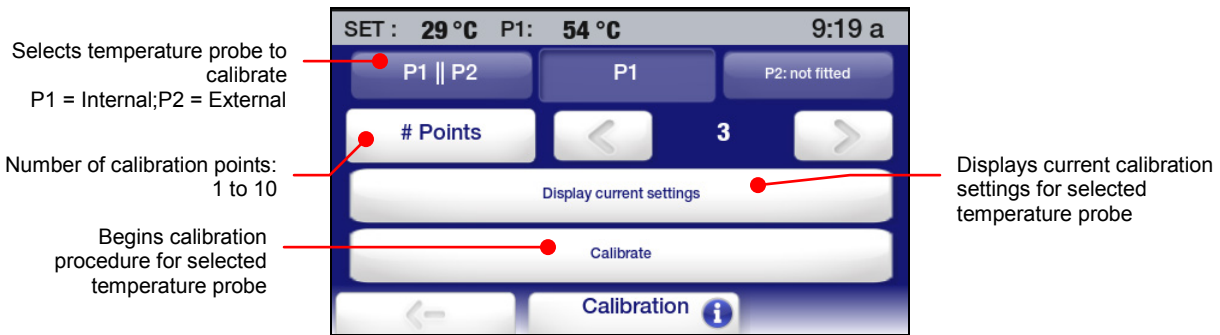 SET : 29 °C P1: 54 °C 9:19 a
Selects temperature probe to
calibrate
P1 = Internal;P2 = External
P1 || P2 P1 P2: not fitted
# Points 3
Number of calibration points:
1 to 10
Display current settings
Displays current calibration
settings for selected
temperature probe
Begins calibration
procedure for selected
temperature probe
Calibrate
Calibration i